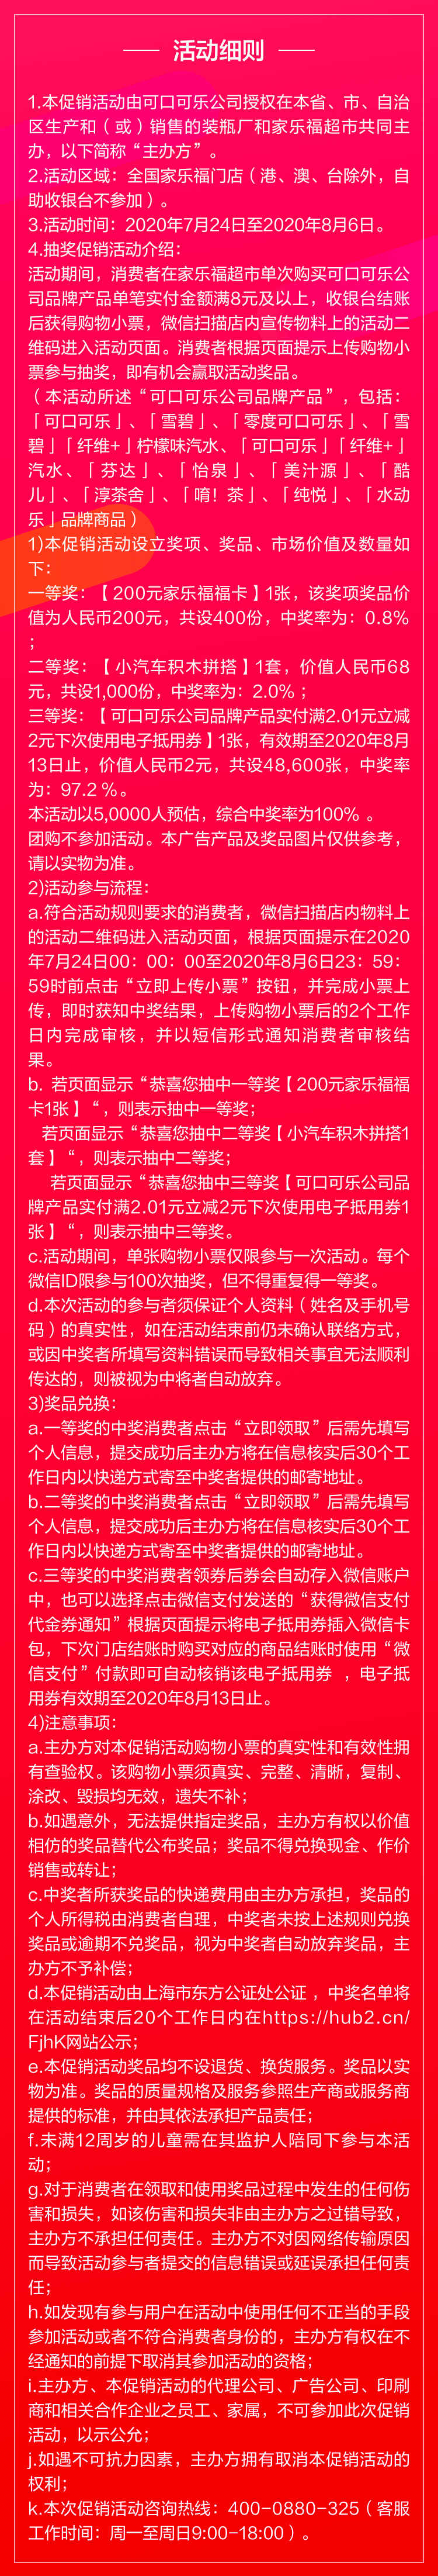 活动细则
1.本促销活动由可口可乐公司授权在本省、市、自治
区生产和（或）销售的装瓶厂和家乐福超市共同主
办，以下简称“主办方”。
2.活动区域：全国家乐福门店（港、澳、台除外，自
助收银台不参加）。
3.活动时间：2020年7月24日至2020年8月6日。
4.抽奖促销活动介绍：
活动期间，消费者在家乐福超市单次购买可口可乐公
司品牌产品单笔实付金额满8元及以上，收银台结账
后获得购物小票，微信扫描店内宣传物料上的活动二
维码进入活动页面。消费者根据页面提示上传购物小
票参与抽奖，即有机会赢取活动奖品。
（本活动所述“可口可乐公司品牌产品”，包括：
「可口可乐」、「雪碧」、「零度可口可乐」、「雪
碧」「纤维+」柠檬味汽水、「可口可乐」「纤维+」
汽水、「芬达」、「怡泉」、「美汁源」、「酷
儿」、「淳茶舍」、「唷！茶」、「纯悦」、「水动
乐」品牌商品）
1)本促销活动设立奖项、奖品、市场价值及数量如
下：
一等奖：【200元家乐福福卡】1张，该奖项奖品价
值为人民币200元，共设400份，中奖率为：0.8%
；
二等奖：【小汽车积木拼搭】1套，价值人民币68
元，共设1,000份，中奖率为：2.0%；
三等奖：【可口可乐公司品牌产品实付满2.01元立减
2元下次使用电子抵用券】1张，有效期至2020年8月
13日止，价值人民币2元，共设48,600张，中奖率
为：97.2 %。
本活动以5,0000人预估，综合中奖率为100% 。
团购不参加活动。本广告产品及奖品图片仅供参考，
请以实物为准。
2)活动参与流程：
a.符合活动规则要求的消费者，微信扫描店内物料上
的活动二维码进入活动页面，根据页面提示在2020
年7月24日00：00：00至2020年8月6日23：59：
59时前点击“立即上传小票”按钮，并完成小票上
传，即时获知中奖结果，上传购物小票后的2个工作
日内完成审核，并以短信形式通知消费者审核结
果。
b. 若页面显示“恭喜您抽中一等奖【200元家乐福福
卡1张】“，则表示抽中一等奖；
若页面显示“恭喜您抽中二等奖【小汽车积木拼搭1
套】“，则表示抽中二等奖；
若页面显示“恭喜您抽中三等奖【可口可乐公司品
牌产品实付满2.01元立减2元下次使用电子抵用券1
张】“，则表示抽中三等奖。
c.活动期间，单张购物小票仅限参与一次活动。每个
微信ID限参与100次抽奖，但不得重复得一等奖。
d.本次活动的参与者须保证个人资料（姓名及手机号
码）的真实性，如在活动结束前仍未确认联络方式，
或因中奖者所填写资料错误而导致相关事宜无法顺利
传达的，则被视为中将者自动放弃。
3)奖品兑换：
a.一等奖的中奖消费者点击“立即领取”后需先填写
个人信息，提交成功后主办方将在信息核实后30个工
作日内以快递方式寄至中奖者提供的邮寄地址。
b.二等奖的中奖消费者点击“立即领取”后需先填写
个人信息，提交成功后主办方将在信息核实后30个工
作日内以快递方式寄至中奖者提供的邮寄地址。
c.三等奖的中奖消费者领券后券会自动存入微信账户
中，也可以选择点击微信支付发送的“获得微信支付
代金券通知”根据页面提示将电子抵用券插入微信卡
包，下次门店结账时购买对应的商品结账时使用“微
信支付”付款即可自动核销该电子抵用券 ，电子抵
用券有效期至2020年8月13日止。
4)注意事项：
a.主办方对本促销活动购物小票的真实性和有效性拥
有查验权。该购物小票须真实、完整、清晰，复制、
涂改、毁损均无效，遗失不补；
b.如遇意外，无法提供指定奖品，主办方有权以价值
相仿的奖品替代公布奖品；奖品不得兑换现金、作价
销售或转让；
c.中奖者所获奖品的快递费用由主办方承担，奖品的
个人所得税由消费者自理，中奖者未按上述规则兑换
奖品或逾期不兑奖品，视为中奖者自动放弃奖品，主
办方不予补偿；
d.本促销活动由上海市东方公证处公证 ，中奖名单将
在活动结束后20个工作日内在https://hub2.cn/
FjhK网站公示；
e.本促销活动奖品均不设退货、换货服务。奖品以实
物为准。奖品的质量规格及服务参照生产商或服务商
提供的标准，并由其依法承担产品责任；
f.未满12周岁的儿童需在其监护人陪同下参与本活
动；
g.对于消费者在领取和使用奖品过程中发生的任何伤
害和损失，如该伤害和损失非由主办方之过错导致，
主办方不承担任何责任。主办方不对因网络传输原因
而导致活动参与者提交的信息错误或延误承担任何责
任；
h.如发现有参与用户在活动中使用任何不正当的手段
参加活动或者不符合消费者身份的，主办方有权在不
经通知的前提下取消其参加活动的资格；
i.主办方、本促销活动的代理公司、广告公司、印刷
商和相关合作企业之员工、家属，不可参加此次促销
活动，以示公允；
j.如遇不可抗力因素，主办方拥有取消本促销活动的
权利；
k.本次促销活动咨询热线：400-0880-325（客服
工作时间：周一至周日9:00-18:00）。